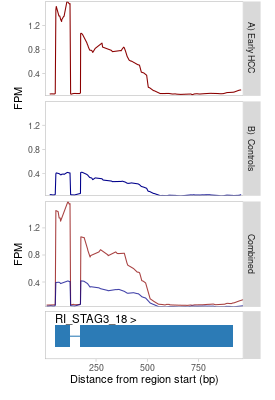 1.2
0.8
0.4
FPM
A) Early HCC
1.2
0.8
0.4
B) Controls
1.2
0.8
0.4
FPM
Combined
RI_STAG3_18 >
250 500 750
Distance from region start (bp)